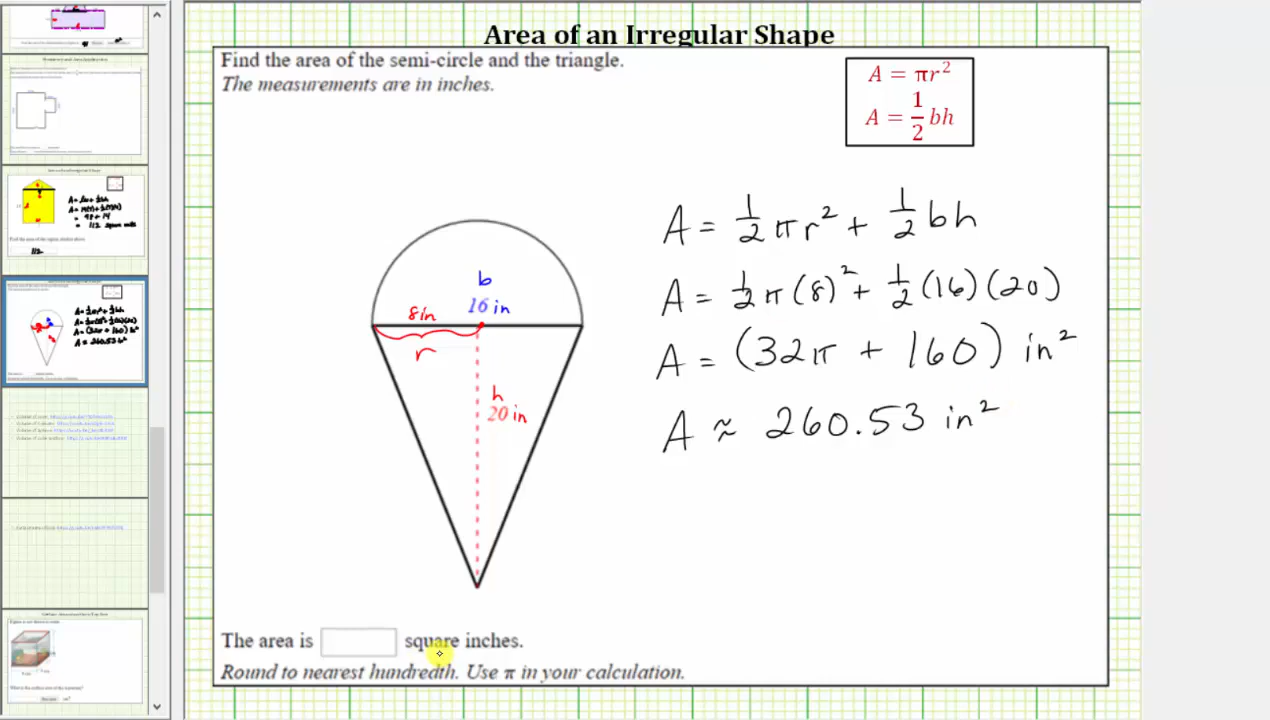 Area of an Irregular Shape
Find the area of the semi-circle and the triangle.
The measurements are in inches.
A = πr²
A = 1/2 bh
A = 1/2 πr² + 1/2 bh
A = 1/2 π(8)² + 1/2 (16)(20)
A = (32π + 160) in²
A ≈ 260.53 in²
b
8in
16 in
r
h
20 in
The area is square inches.
Round to nearest hundredth. Use π in your calculation.